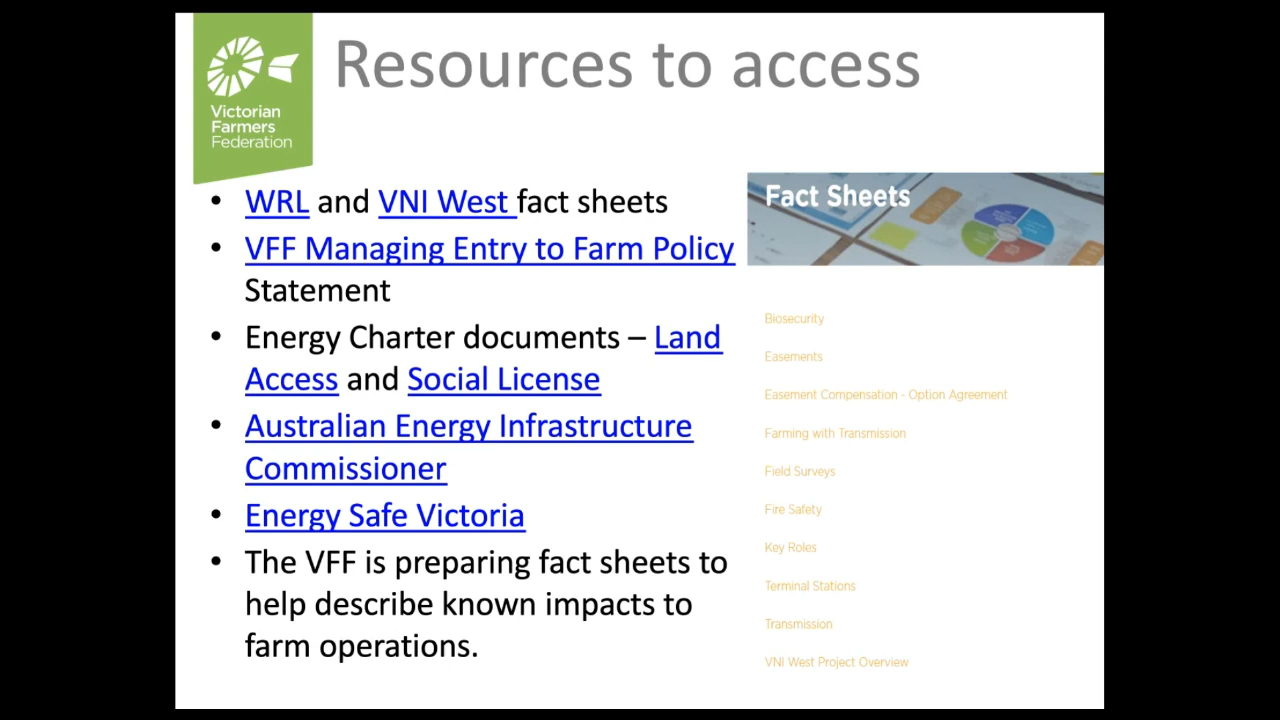 Victorian
Farmers
Federation
Resources to access
• WRL and VNI West fact sheets
• VFF Managing Entry to Farm Policy
Statement
• Energy Charter documents – Land
Access and Social License
• Australian Energy Infrastructure
Commissioner
• Energy Safe Victoria
• The VFF is preparing fact sheets to
help describe known impacts to
farm operations.
Fact Sheets
Biosecurity
Easements
Easement Compensation - Option Agreement
Farming with Transmission
Field Surveys
Fire Safety
Key Roles
Terminal Stations
Transmission
VNI West Project Overview